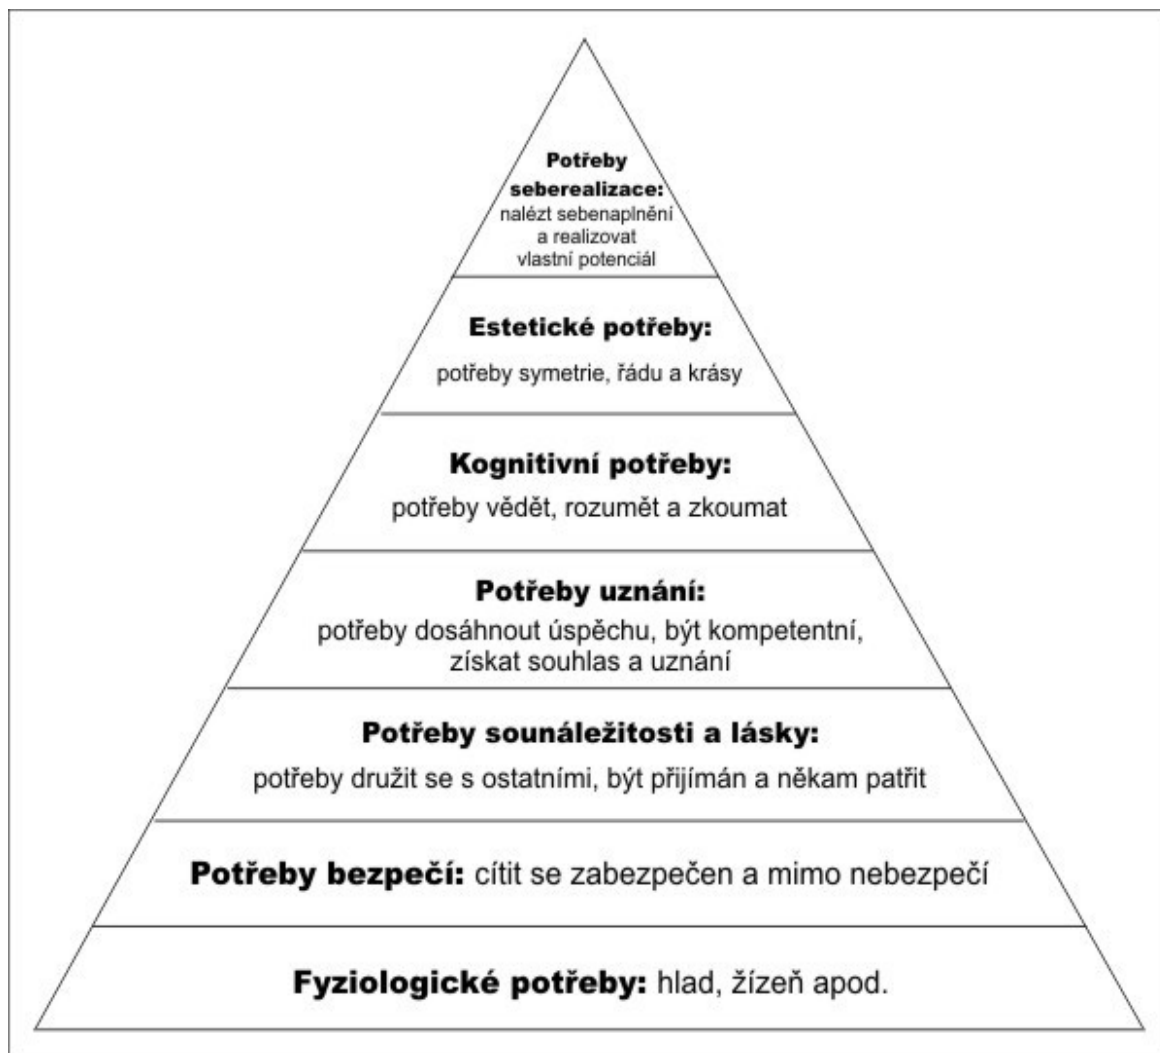 Potřeby
seberealizace:
nalézt sebenaplnění
a realizovat
vlastní potenciál
Estetické potřeby:
potřeby symetrie, řádu a krásy
Kognitivní potřeby:
potřeby vědět, rozumět a zkoumat
Potřeby uznání:
potřeby dosáhnout úspěchu, být kompetentní,
získat souhlas a uznání
Potřeby sounáležitosti a lásky:
potřeby družit se s ostatními, být přijímán a někam patřit
Potřeby bezpečí: cítit se zabezpečen a mimo nebezpečí
Fyziologické potřeby: hlad, žízeň apod.